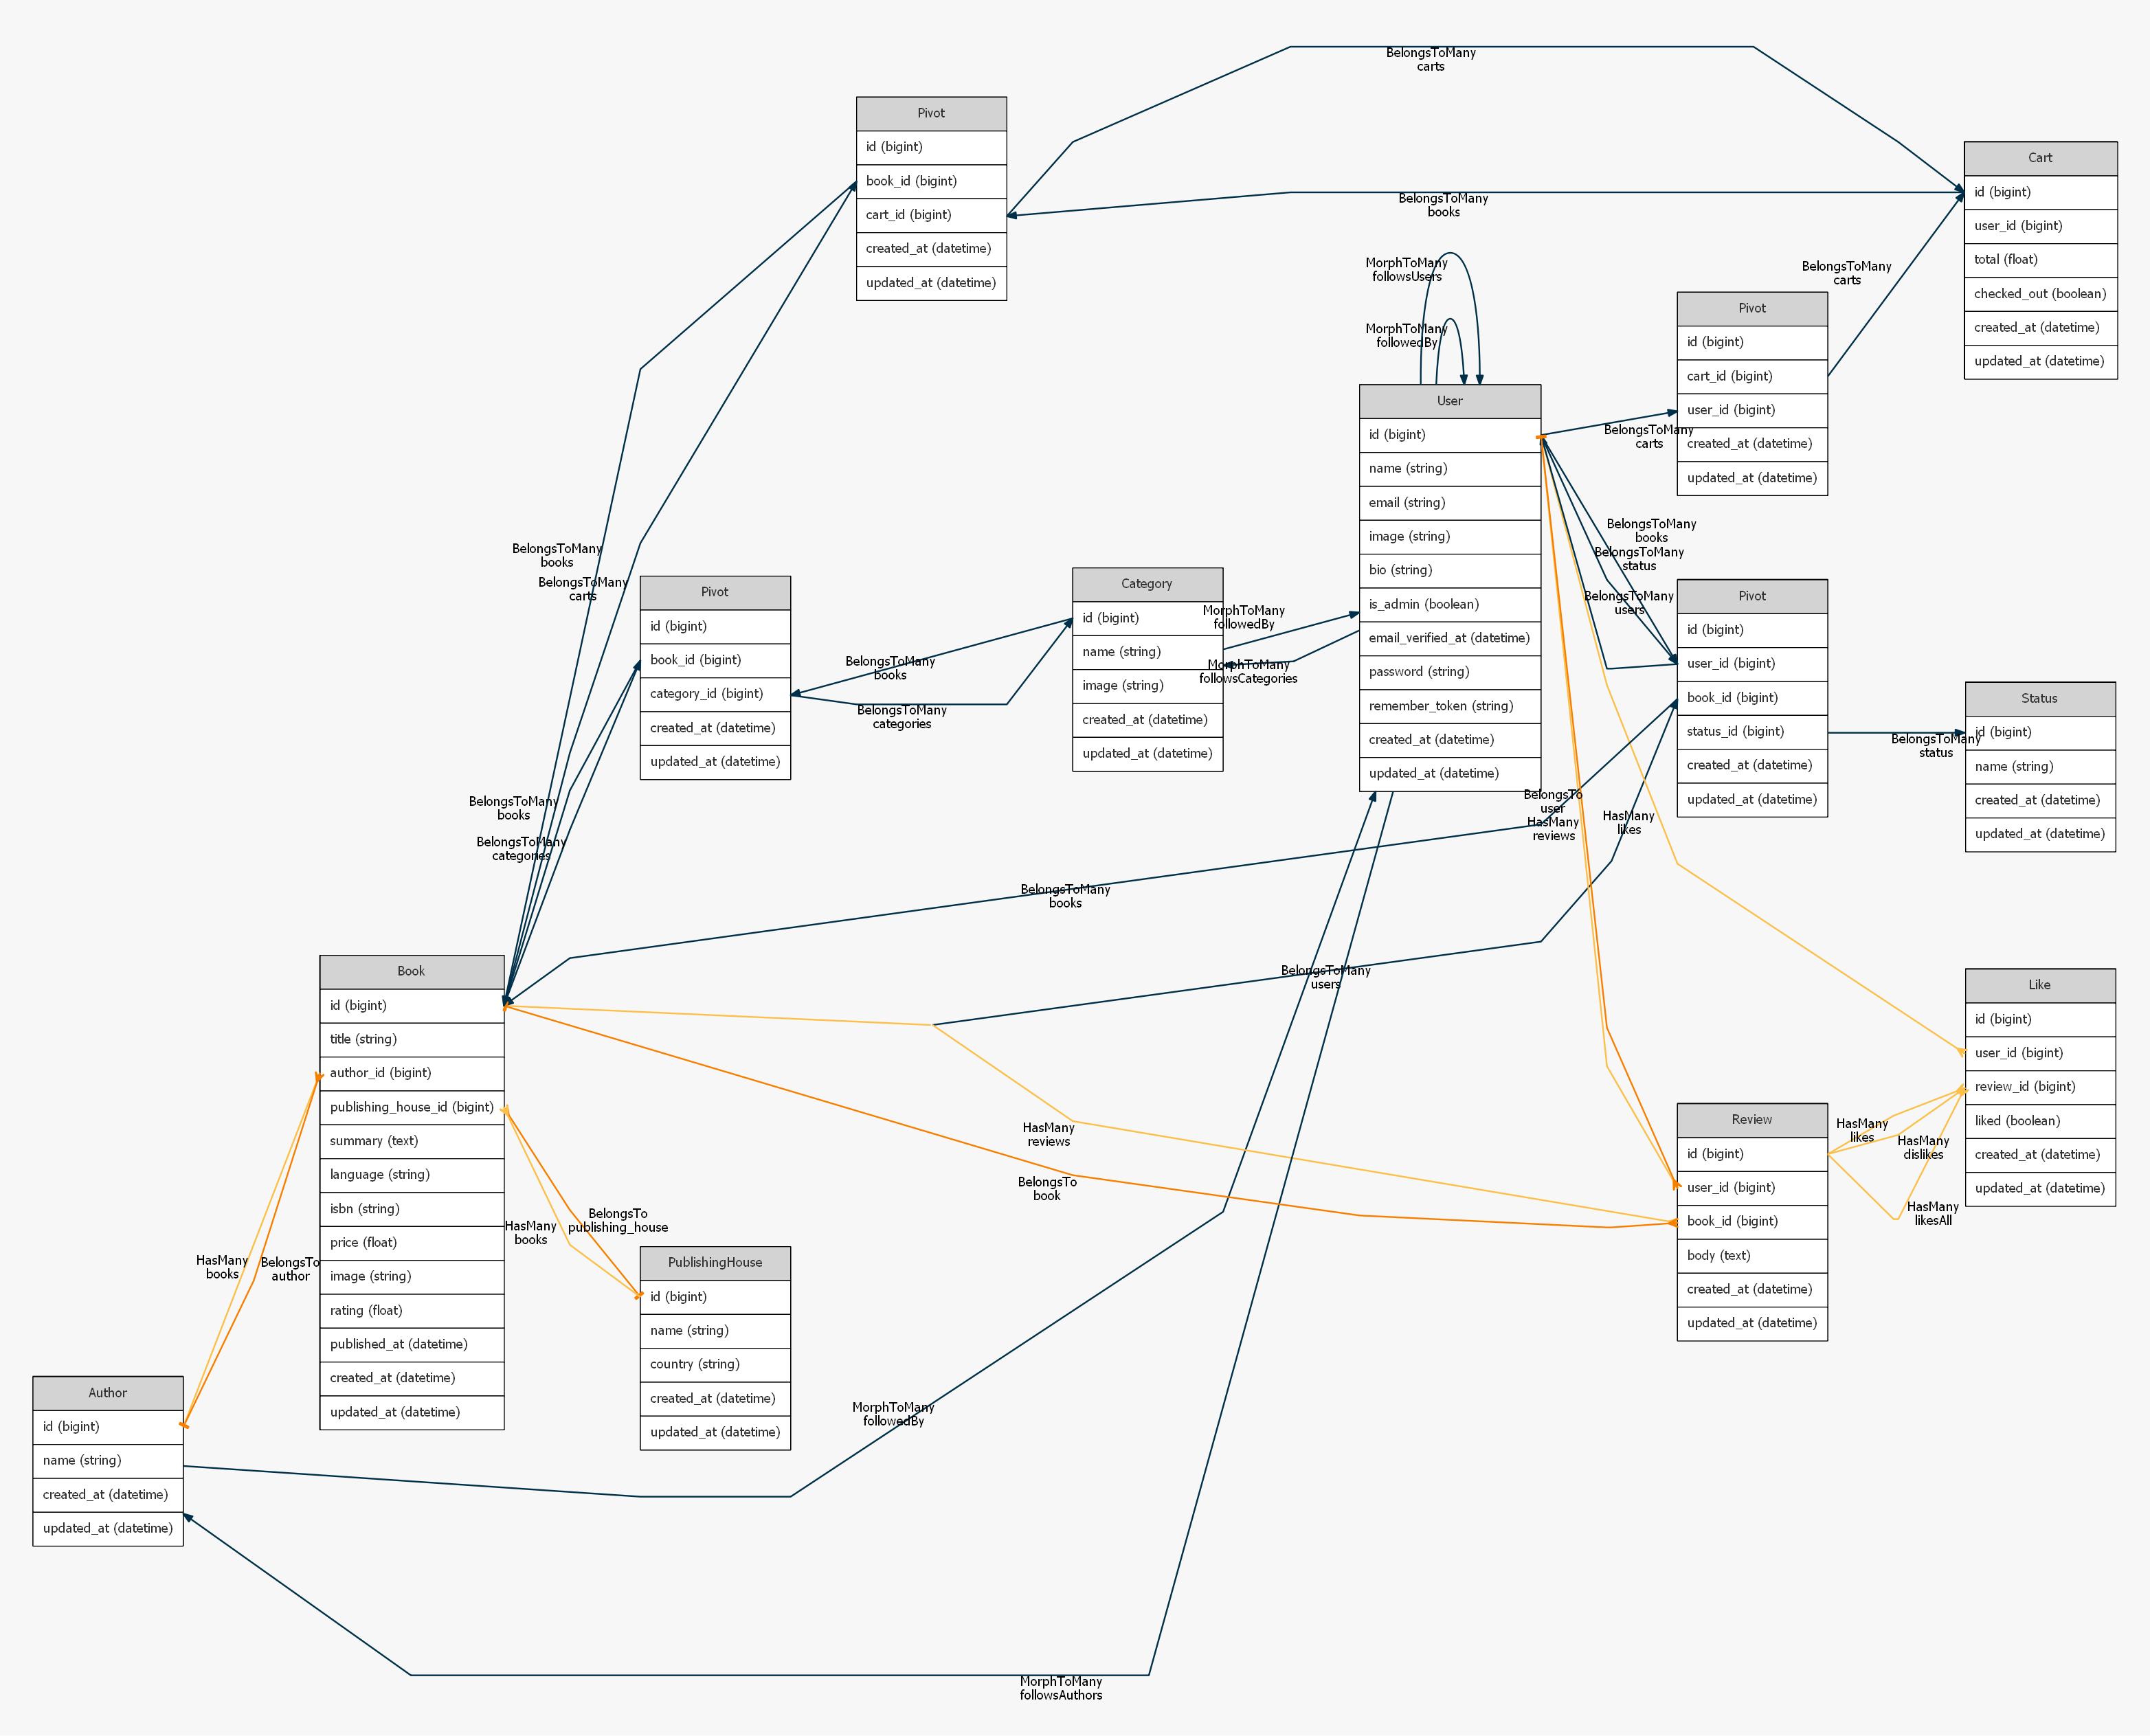 BelongsToMany
carts
Pivot
id (bigint)
book_id (bigint)
cart_id (bigint)
created_at (datetime)
updated_at (datetime)
Cart
id (bigint)
user_id (bigint)
total (float)
checked_out (boolean)
created_at (datetime)
updated_at (datetime)
BelongsToMany
books
MorphToMany
followsUsers
MorphToMany
followedBy
BelongsToMany
carts
Pivot
id (bigint)
cart_id (bigint)
user_id (bigint)
created_at (datetime)
updated_at (datetime)
BelongsToMany
carts
User
id (bigint)
name (string)
email (string)
image (string)
bio (string)
is_admin (boolean)
email_verified_at (datetime)
password (string)
remember_token (string)
created_at (datetime)
updated_at (datetime)
BelongsToMany
books
BelongsToMany
status
BelongsToMany
users
BelongsToMany
books
BelongsToMany
carts
Pivot
id (bigint)
book_id (bigint)
category_id (bigint)
created_at (datetime)
updated_at (datetime)
Category
id (bigint)
name (string)
image (string)
created_at (datetime)
updated_at (datetime)
MorphToMany
followedBy
MorphToMany
followsCategories
BelongsToMany
books
BelongsToMany
categories
Pivot
id (bigint)
user_id (bigint)
book_id (bigint)
status_id (bigint)
created_at (datetime)
updated_at (datetime)
BelongsToMany
status
Status
id (bigint)
name (string)
created_at (datetime)
updated_at (datetime)
BelongsToMany
books
BelongsToMany
categories
BelongsTo
user
HasMany
reviews
HasMany
likes
BelongsToMany
books
BelongsToMany
users
Book
id (bigint)
title (string)
author_id (bigint)
publishing_house_id (bigint)
summary (text)
language (string)
isbn (string)
price (float)
image (string)
rating (float)
published_at (datetime)
created_at (datetime)
updated_at (datetime)
Like
id (bigint)
user_id (bigint)
review_id (bigint)
liked (boolean)
created_at (datetime)
updated_at (datetime)
HasMany
reviews
BelongsTo
book
Review
id (bigint)
user_id (bigint)
book_id (bigint)
body (text)
created_at (datetime)
updated_at (datetime)
HasMany
likes
HasMany
dislikes
HasMany
likesAll
HasMany
books
BelongsTo
publishing_house
PublishingHouse
id (bigint)
name (string)
country (string)
created_at (datetime)
updated_at (datetime)
HasMany
books
BelongsTo
author
Author
id (bigint)
name (string)
created_at (datetime)
updated_at (datetime)
MorphToMany
followedBy
MorphToMany
followsAuthors